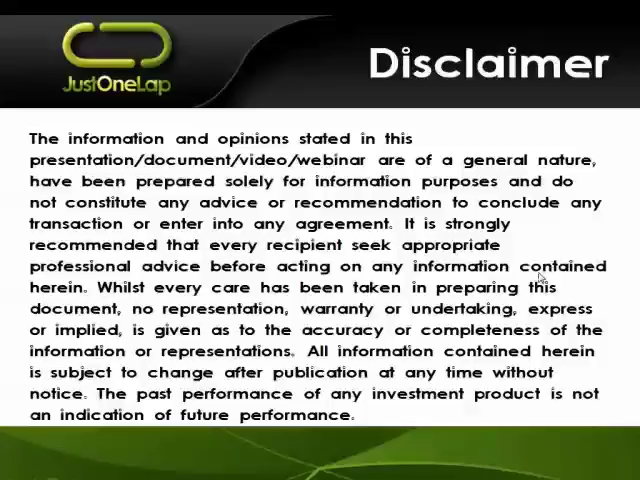 JustOneLap
Disclaimer
The information and opinions stated in this
presentation/document/video/webinar are of a general nature,
have been prepared solely for information purposes and do
not constitute any advice or recommendation to conclude any
transaction or enter into any agreement. It is strongly
recommended that every recipient seek appropriate
professional advice before acting on any information contained
herein. Whilst every care has been taken in preparing this
document, no representation, warranty or undertaking, express
or implied, is given as to the accuracy or completeness of the
information or representations. All information contained herein
is subject to change after publication at any time without
notice. The past performance of any investment product is not
an indication of future performance.